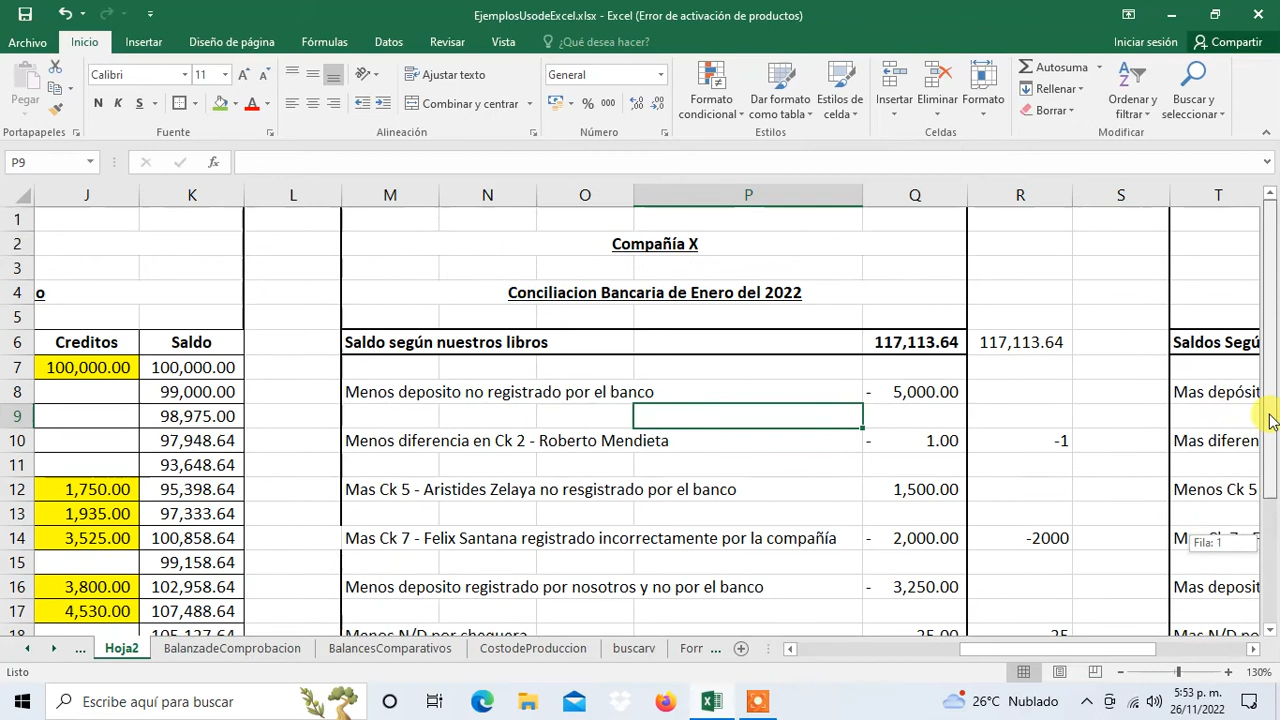 EjemplosUsodeExcel.xlsx - Excel (Error de activación de productos)
Archivo Inicio Insertar Diseño de página Fórmulas Datos Revisar Vista ¿Qué desea hacer? Iniciar sesión Compartir
Pegar
Calibri 11
Ajustar texto
General
Formato condicional
Dar formato como tabla
Estilos de celda
Insertar
Eliminar
Formato
Autosuma
Rellenar
Borrar
Ordenar y filtrar
Buscar y seleccionar
N K S
Combinar y centrar
% 000
Portapapeles Fuente Alineación Número Estilos Celdas Modificar
P9 fx
J K L M N O P Q R S T
1
2 Compañía X
3
4 o Conciliacion Bancaria de Enero del 2022
5
6 Creditos Saldo Saldo según nuestros libros 117,113.64 117,113.64 Saldos Segú
7 100,000.00 100,000.00
8 99,000.00 Menos deposito no registrado por el banco - 5,000.00 Mas depósit
9 98,975.00
10 97,948.64 Menos diferencia en Ck 2 - Roberto Mendieta - 1.00 -1 Mas diferen
11 93,648.64
12 1,750.00 95,398.64 Mas Ck 5 - Aristides Zelaya no resgistrado por el banco 1,500.00 Menos Ck 5
13 1,935.00 97,333.64
14 3,525.00 100,858.64 Mas Ck 7 - Felix Santana registrado incorrectamente por la compañía - 2,000.00 -2000
Fila: 1
15 99,158.64
16 3,800.00 102,958.64 Menos deposito registrado por nosotros y no por el banco - 3,250.00 Mas deposit
17 4,530.00 107,488.64
18 105,127.64 Menos N/D por chequera 25.00 25 Mas N/D po
... Hoja2 BalanzadeComprobacion BalancesComparativos CostodeProduccion buscarv Forr ...
Listo 130%
Escribe aquí para buscar
26°C Nublado
5:53 p. m.
26/11/2022